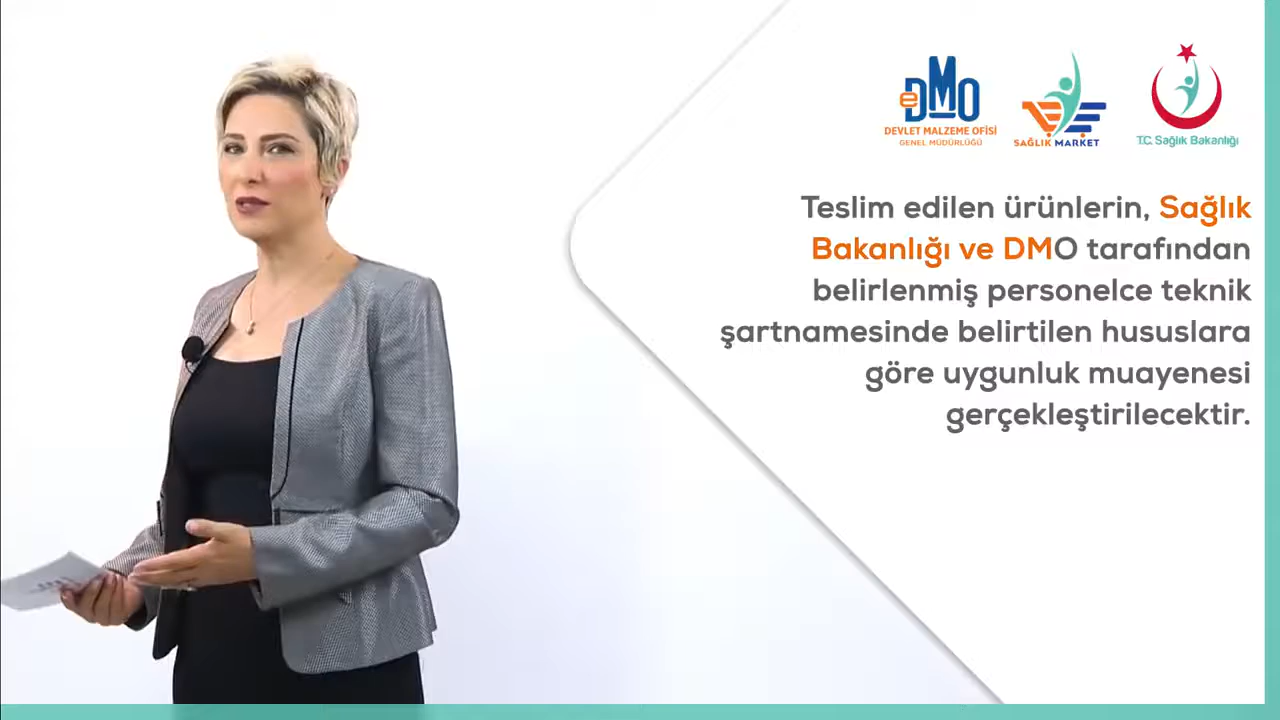 eDMO
DEVLET MALZEME OFİSİ
GENEL MÜDÜRLÜĞÜ
SAĞLIK MARKET
T.C. Sağlık Bakanlığı
Teslim edilen ürünlerin, Sağlık
Bakanlığı ve DMO tarafından
belirlenmiş personelce teknik
şartnamesinde belirtilen hususlara
göre uygunluk muayenesi
gerçekleştirilecektir.